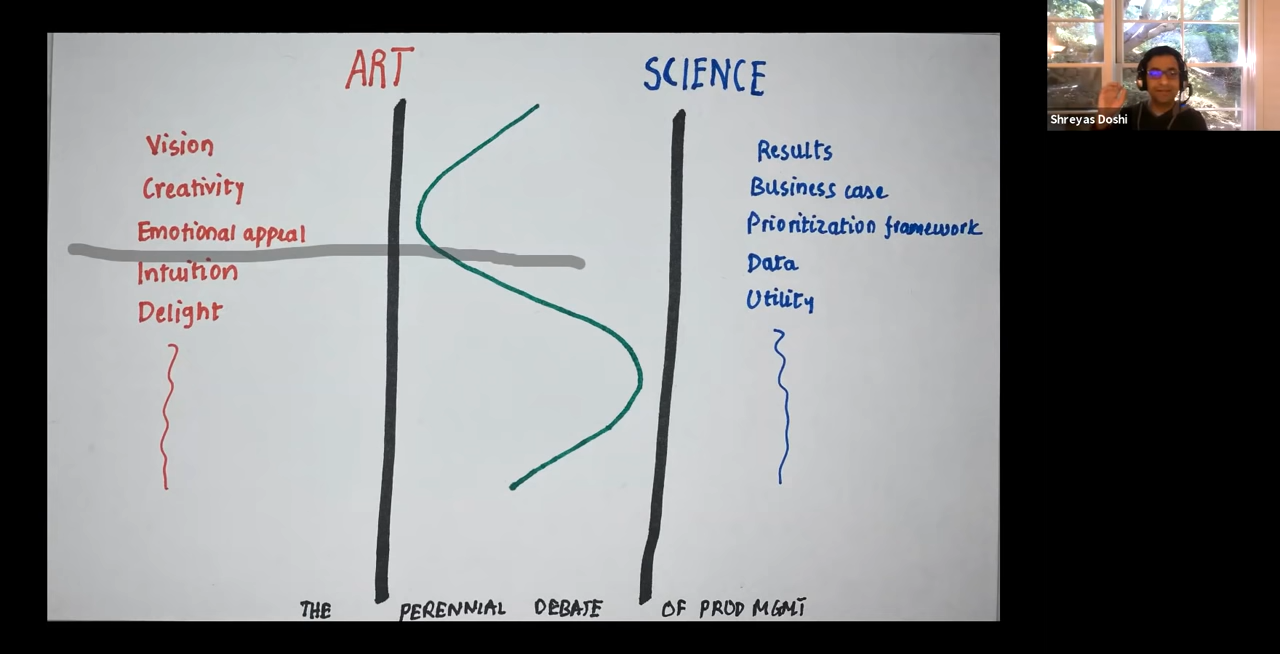 ART
Vision
Creativity
Emotional appeal
Intuition
Delight
SCIENCE
Results
Business case
Prioritization framework
Data
Utility
THE PERENNIAL DEBATE OF PROD MGMT
Shreyas Doshi